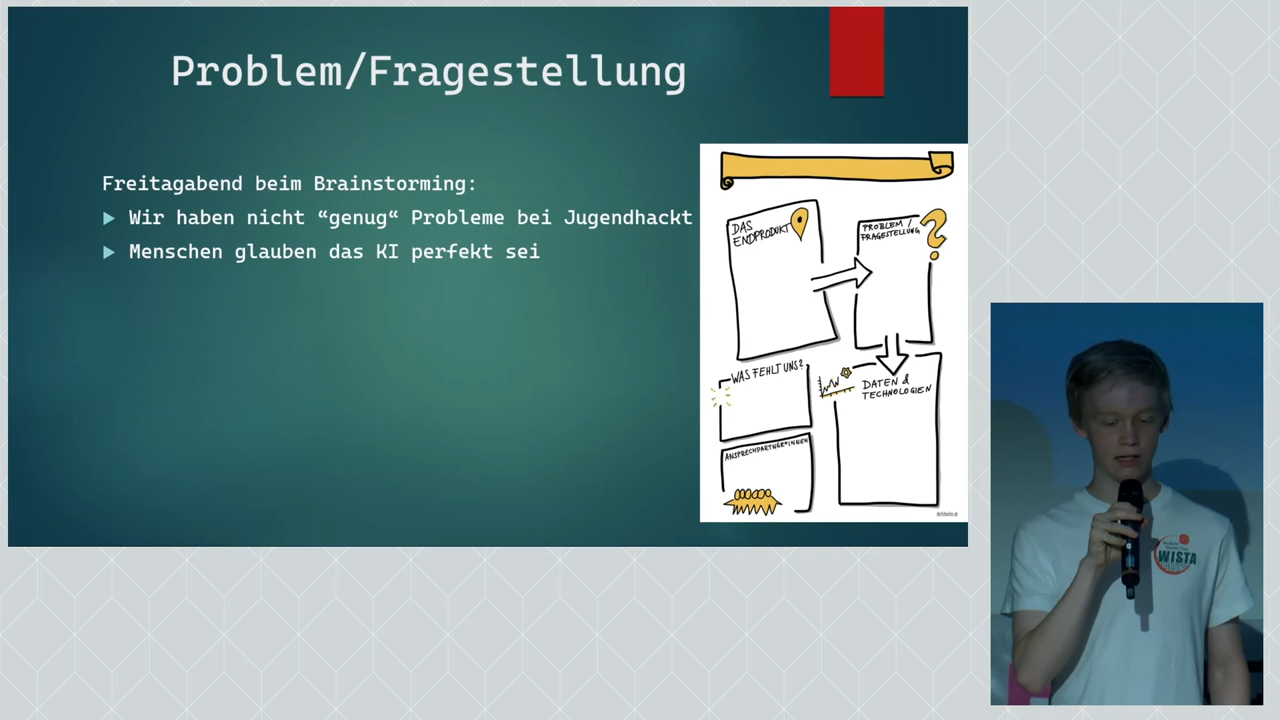 Problem/Fragestellung
Freitagabend beim Brainstorming:
Wir haben nicht “genug“ Probleme bei Jugendhackt
Menschen glauben das KI perfekt sei
DAS
ENDPRODUKT
PROBLEM /
FRAGESTELLUNG
WAS FEHLT UNS?
DATEN &
TECHNOLOGIEN
ANSPRECHPARTNER*INNEN
WISTA